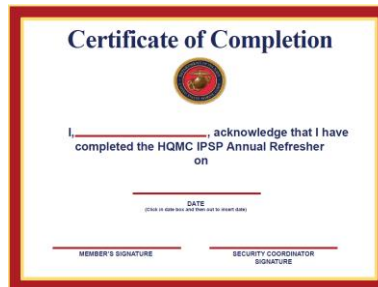 Certificate of Completion
I, , acknowledge that I have
completed the HQMC IPSP Annual Refresher
on
DATE
(Click in date box and then out to insert date)
MEMBER'S SIGNATURE
SECURITY COORDINATOR
SIGNATURE